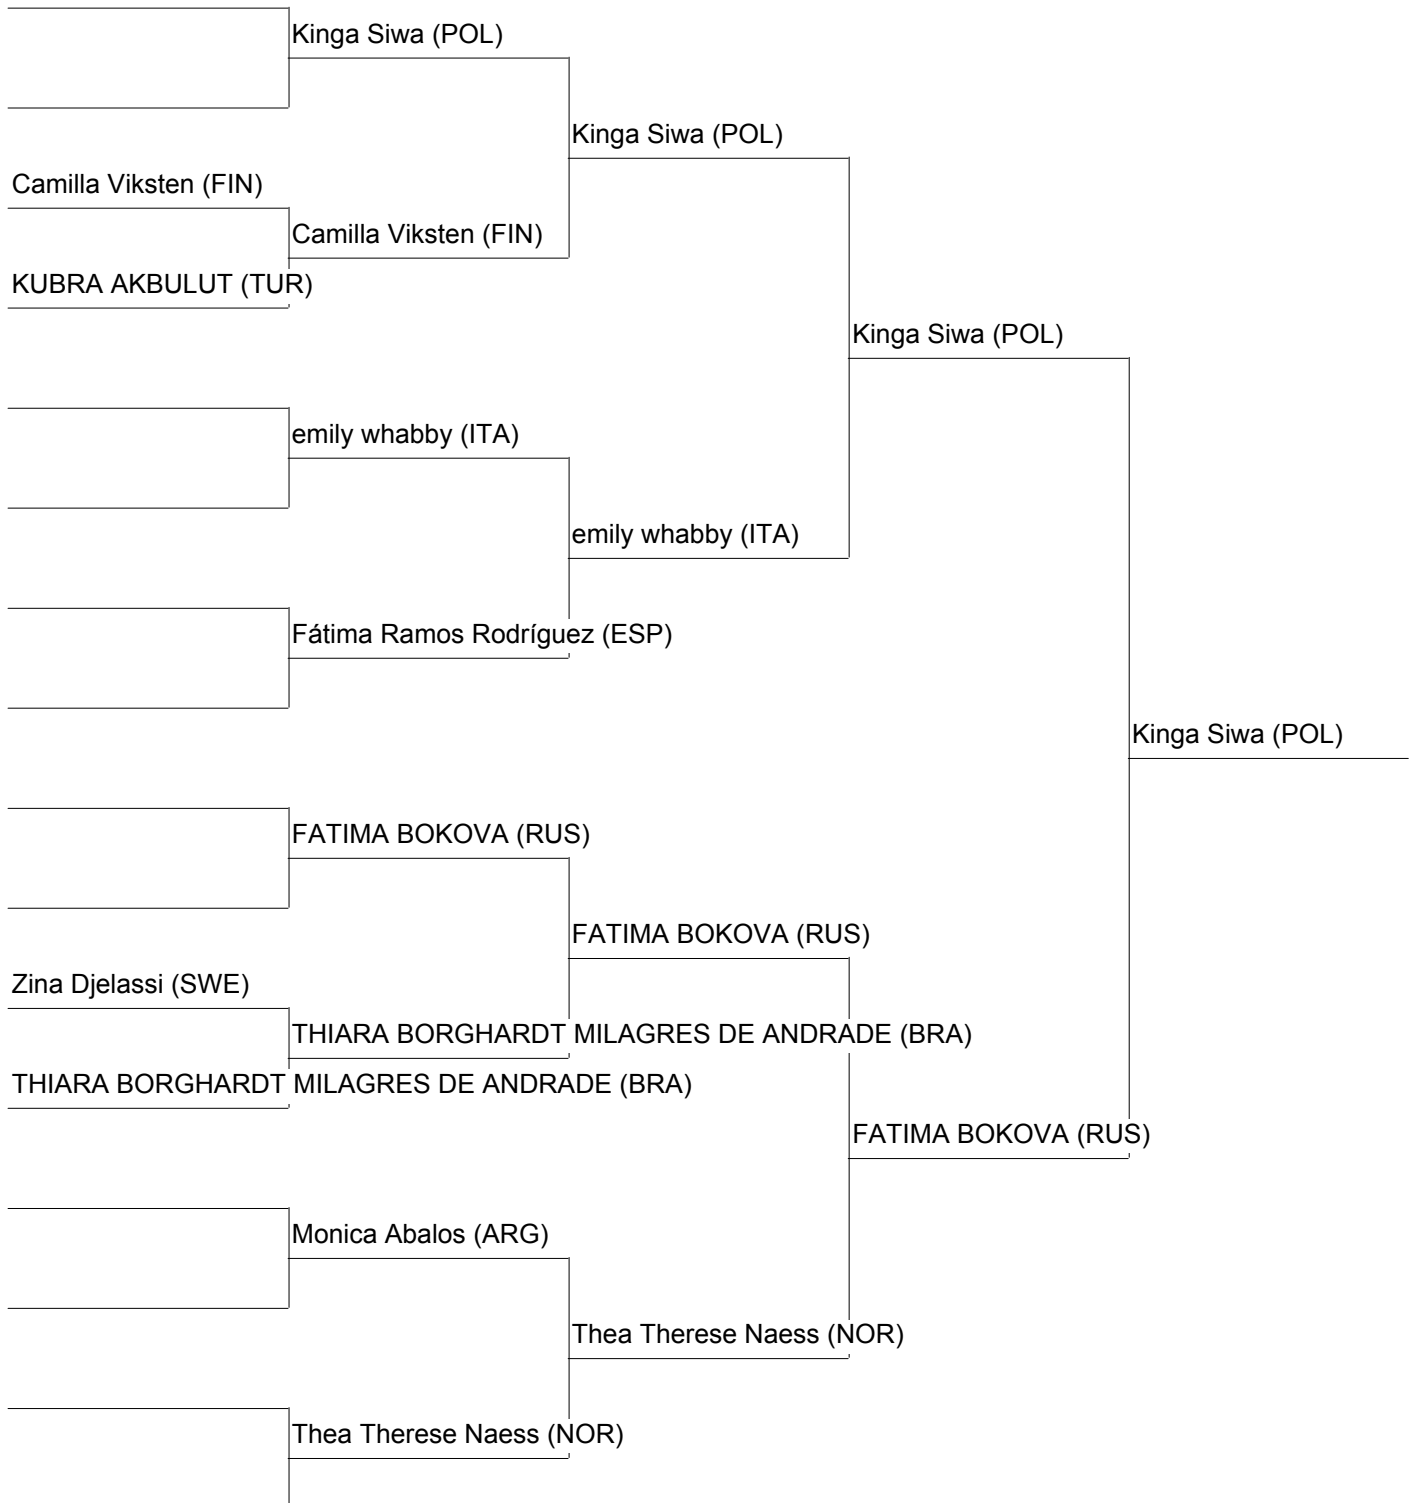 Kinga Siwa (POL)
Kinga Siwa (POL)
Camilla Viksten (FIN)
Camilla Viksten (FIN)
KUBRA AKBULUT (TUR)
Kinga Siwa (POL)
emily whabby (ITA)
emily whabby (ITA)
Fátima Ramos Rodríguez (ESP)
Kinga Siwa (POL)
FATIMA BOKOVA (RUS)
FATIMA BOKOVA (RUS)
Zina Djelassi (SWE)
THIARA BORGHARDT MILAGRES DE ANDRADE (BRA)
THIARA BORGHARDT MILAGRES DE ANDRADE (BRA)
FATIMA BOKOVA (RUS)
Monica Abalos (ARG)
Thea Therese Naess (NOR)
Thea Therese Naess (NOR)